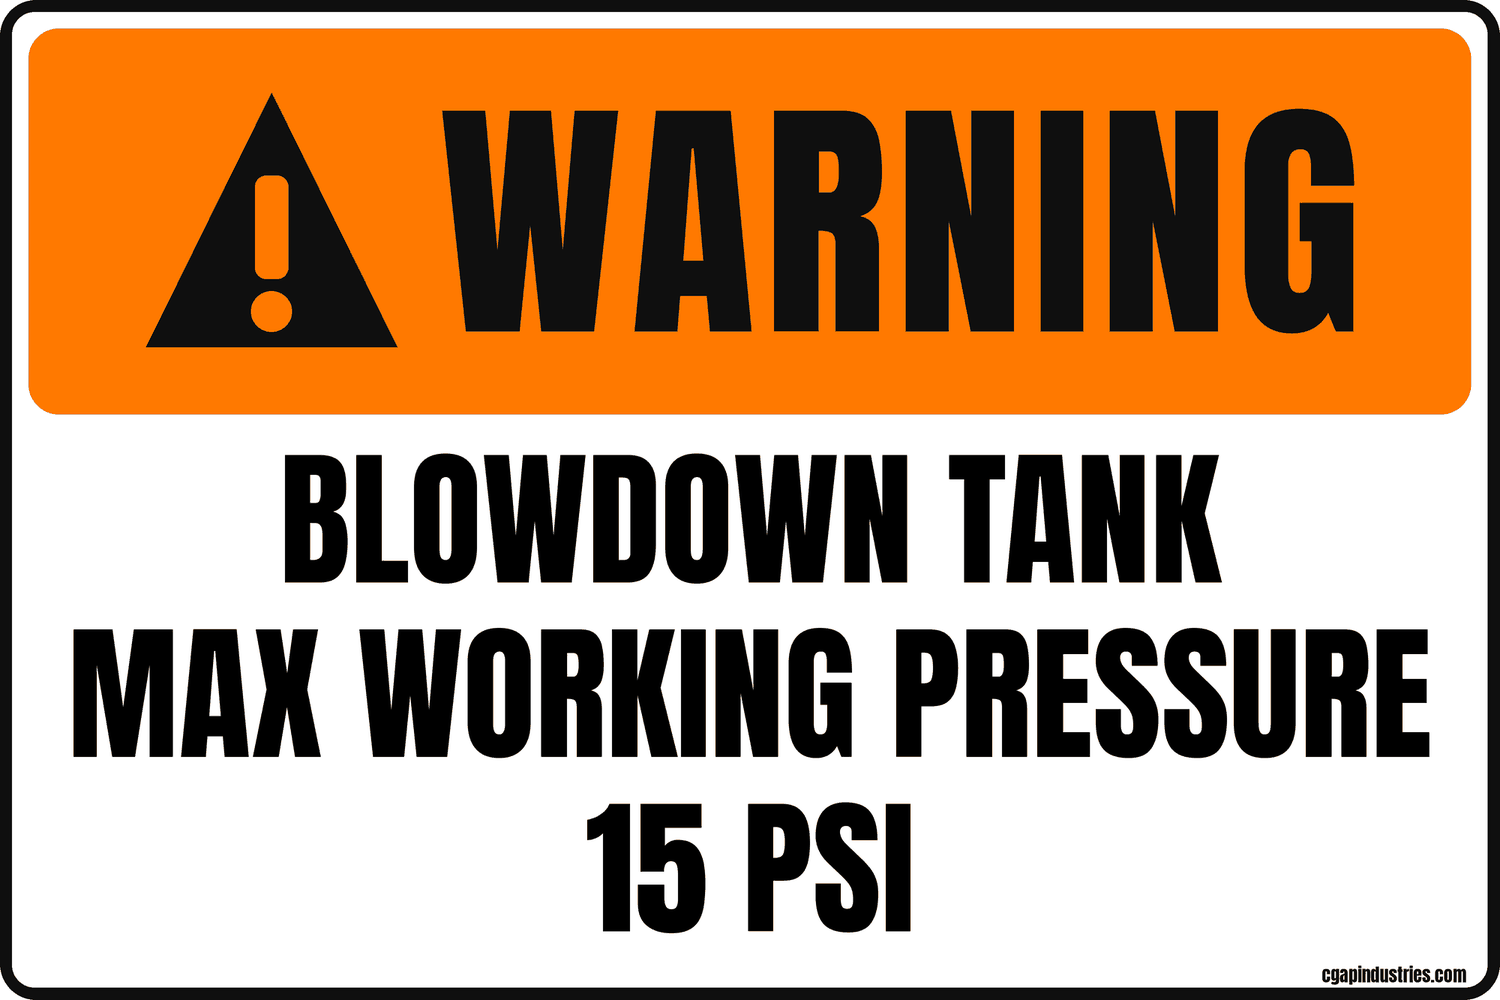 WARNING
BLOWDOWN TANK
MAX WORKING PRESSURE
15 PSI
cgapindustries.com